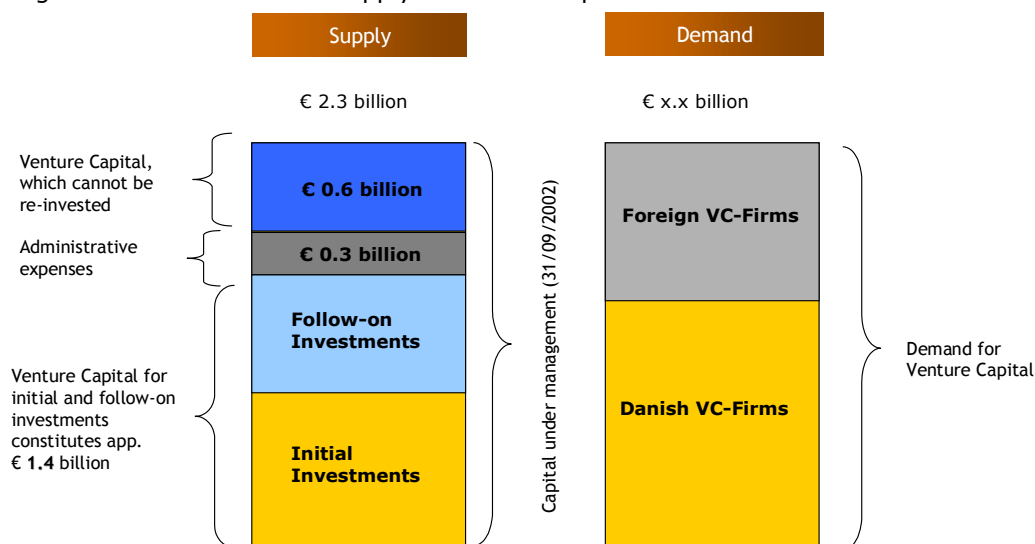 Supply
Demand
€ 2.3 billion
€ x.x billion
Venture Capital,
which cannot be
re-invested
€ 0.6 billion
Administrative
expenses
€ 0.3 billion
Follow-on
Investments
Venture Capital for
initial and follow-on
investments
constitutes app.
€ 1.4 billion
Initial
Investments
Capital under management (31/09/2002)
Foreign VC-Firms
Danish VC-Firms
Demand for
Venture Capital